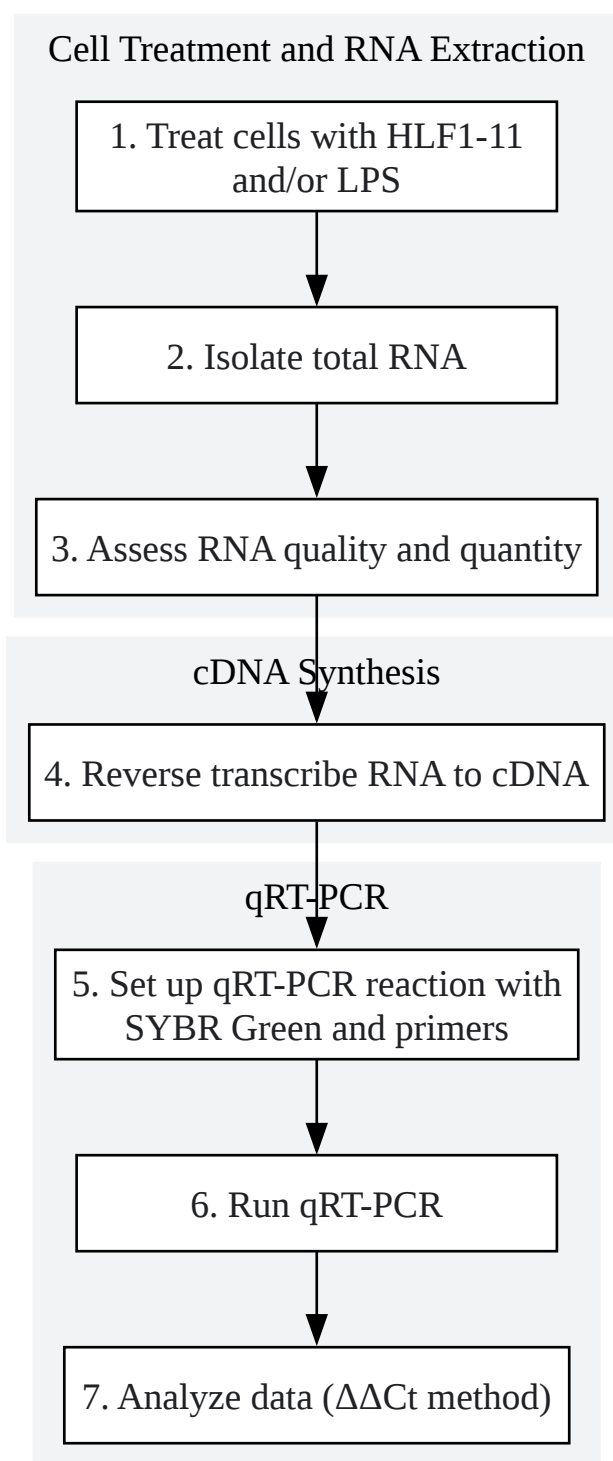 Cell Treatment and RNA Extraction
1. Treat cells with HLF1-11
and/or LPS
2. Isolate total RNA
3. Assess RNA quality and quantity
cDNA Synthesis
4. Reverse transcribe RNA to cDNA
qRT-PCR
5. Set up qRT-PCR reaction with
SYBR Green and primers
6. Run qRT-PCR
7. Analyze data (ΔΔCt method)